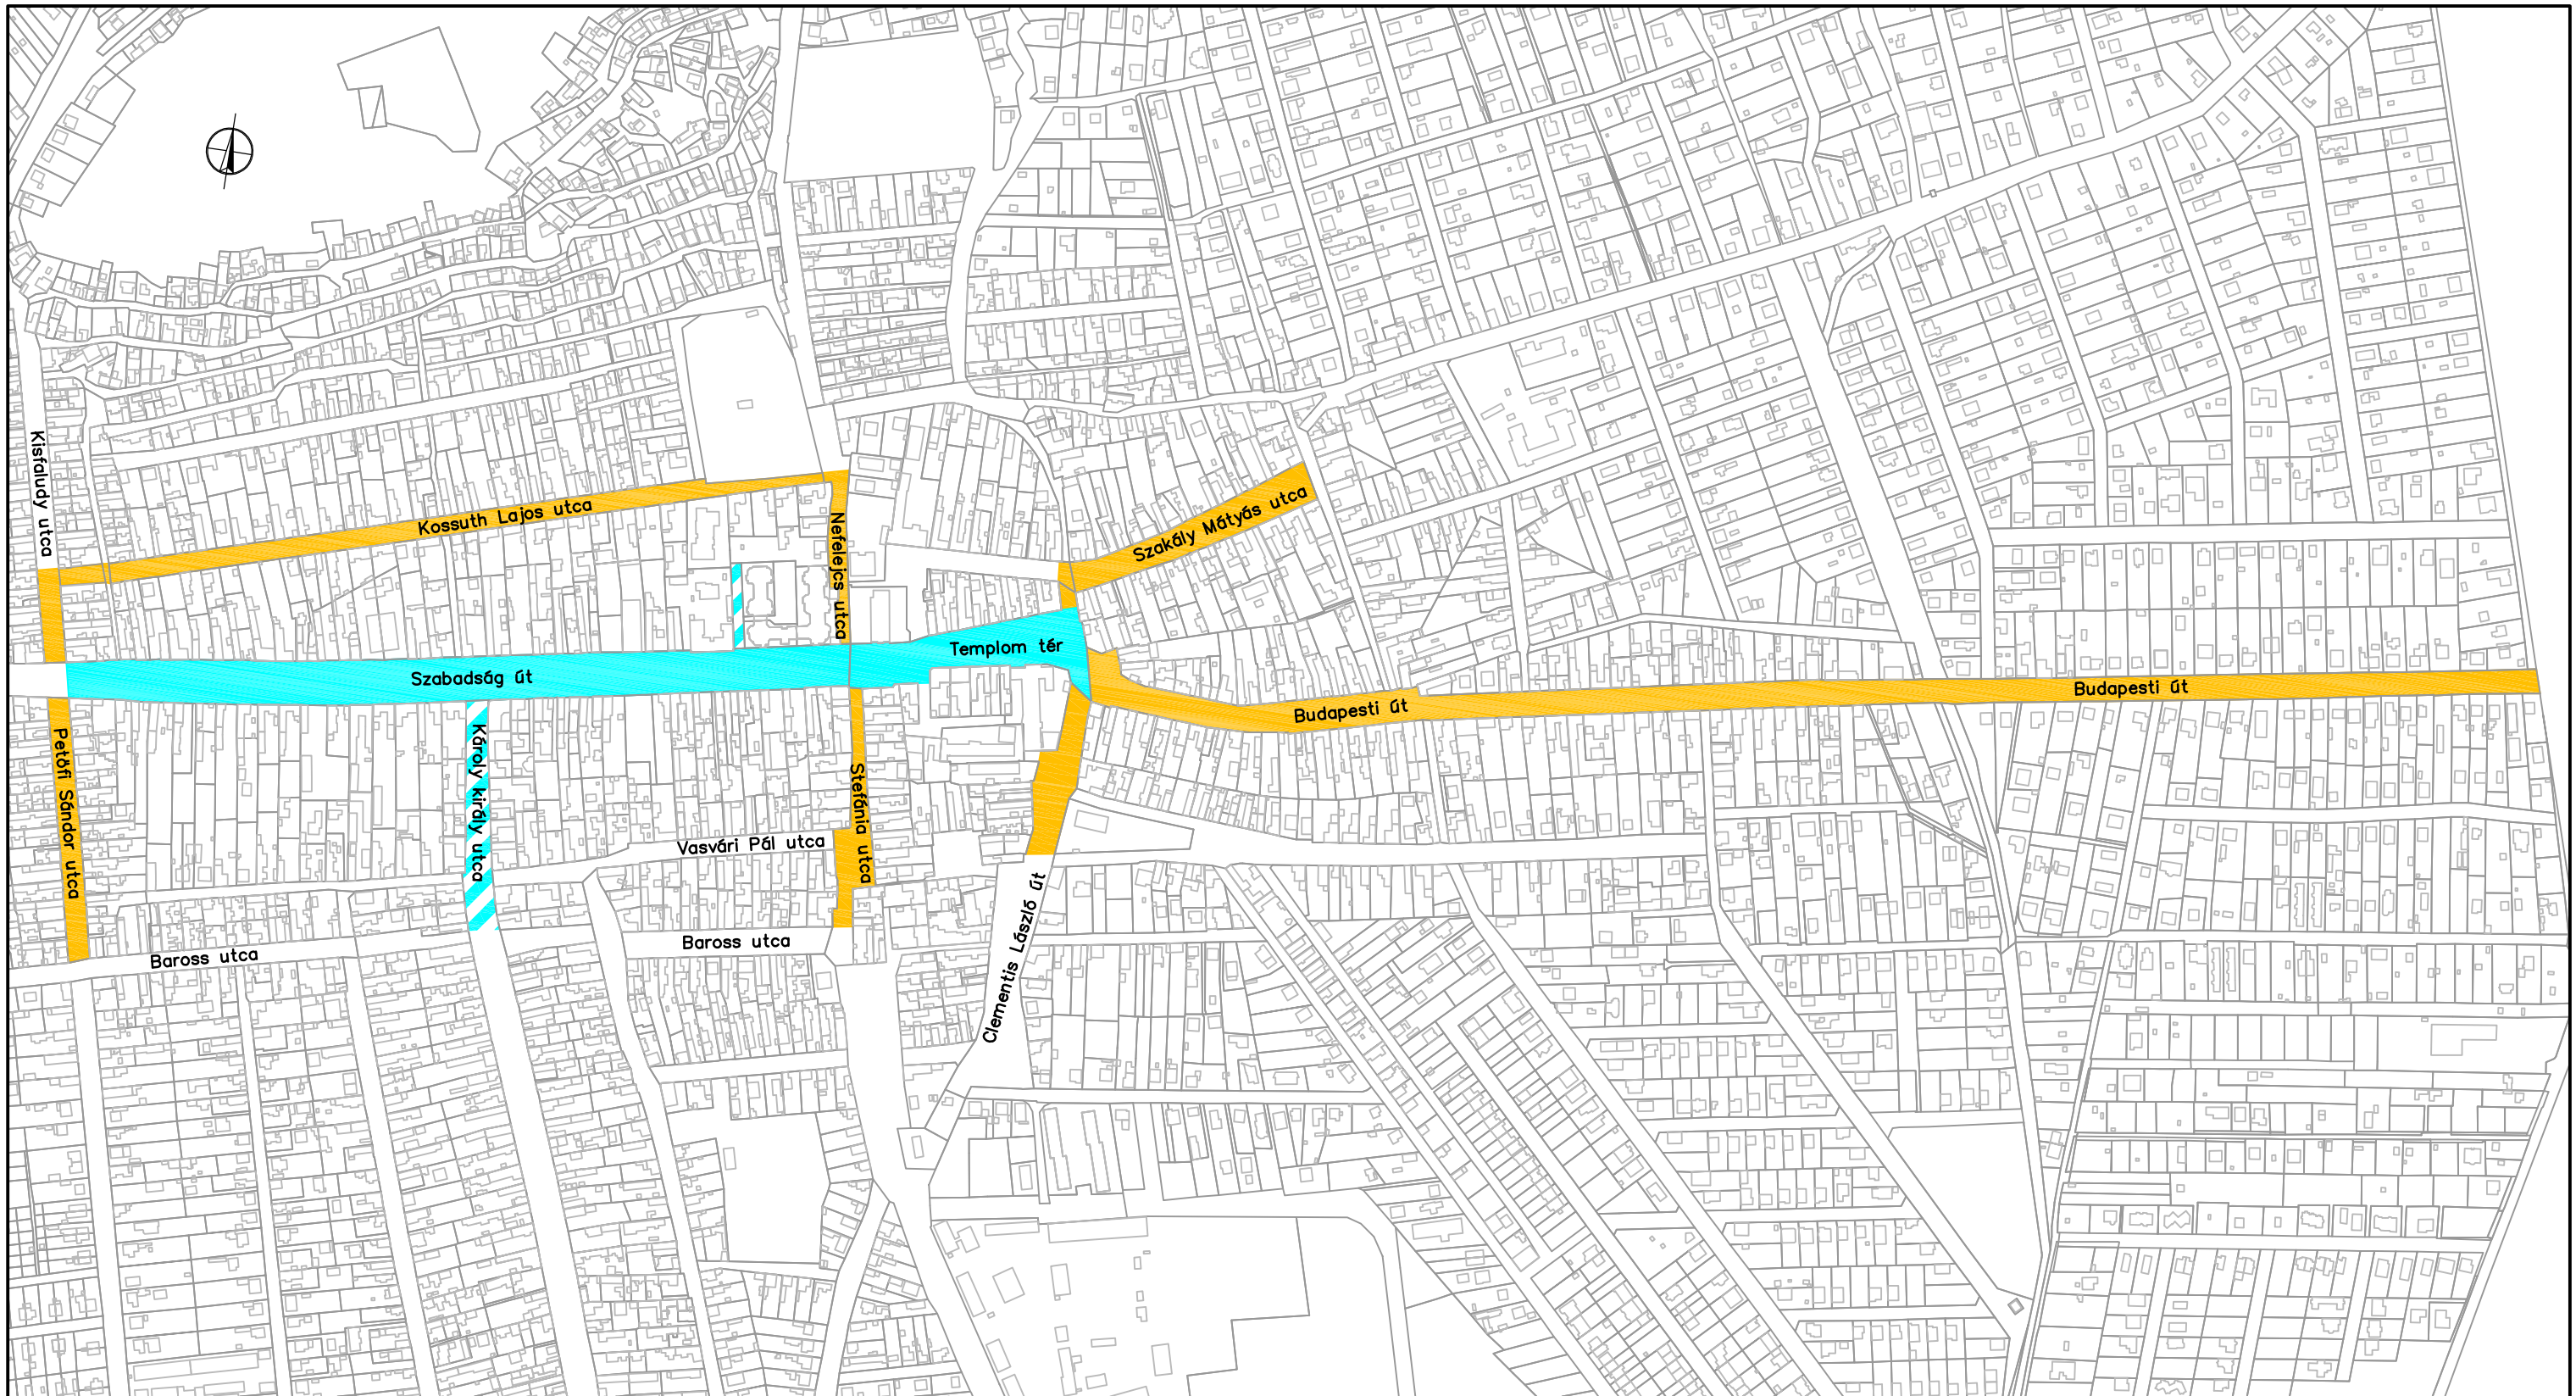 Kisfaludy utca
Kossuth Lajos utca
Nefelejcs utca
Szakály Mátyás utca
Templom tér
Szabadság út
Budapesti út
Budapesti út
Petőfi Sándor utca
Károly király utca
Stefánia utca
Vasvári Pál utca
Baross utca
Baross utca
Clementis László út